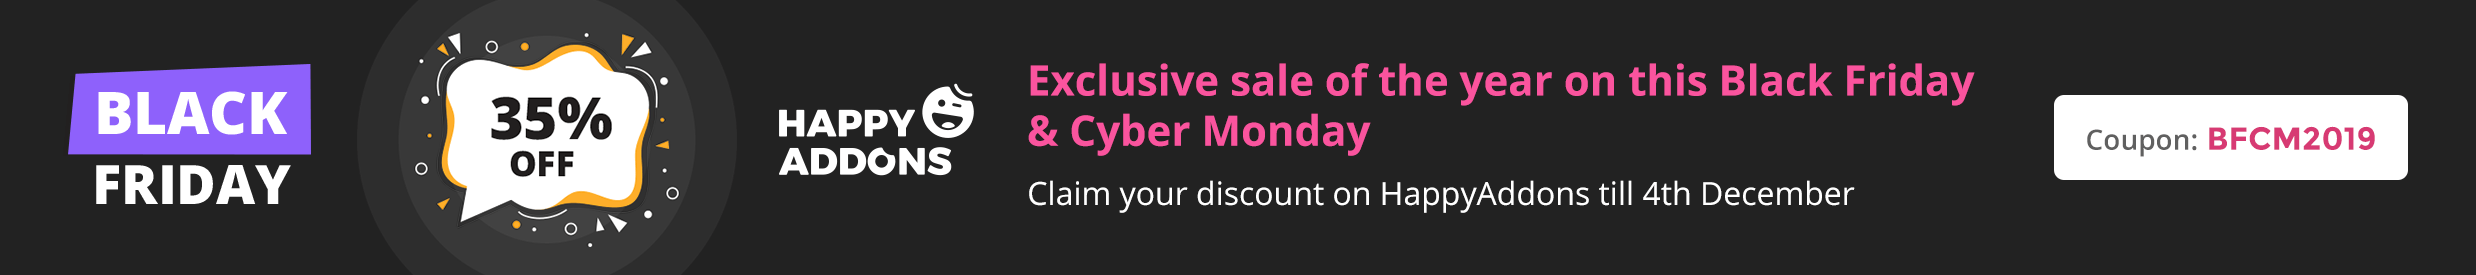 BLACK
FRIDAY
35%
OFF
HAPPY
ADDONS
Exclusive sale of the year on this Black Friday
& Cyber Monday
Claim your discount on HappyAddons till 4th December
Coupon: BFCM2019